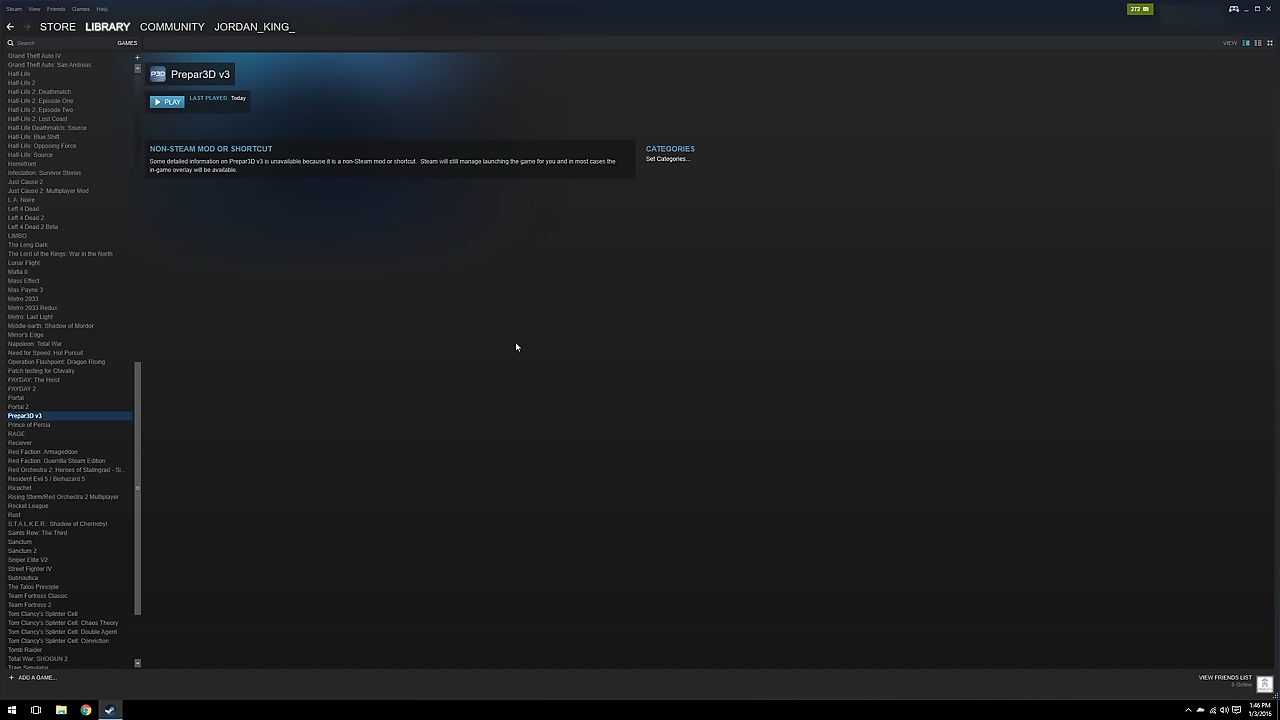 Steam View Friends Games Help
272
STORE LIBRARY COMMUNITY JORDAN_KING_
Search GAMES
VIEW
Grand Theft Auto IV
Grand Theft Auto: San Andreas
Half-Life
Half-Life 2
Half-Life 2: Deathmatch
Half-Life 2: Episode One
Half-Life 2: Episode Two
Half-Life 2: Lost Coast
Half-Life Deathmatch: Source
Half-Life: Blue Shift
Half-Life: Opposing Force
Half-Life: Source
Homefront
Infestation: Survivor Stories
Just Cause 2
Just Cause 2: Multiplayer Mod
L.A. Noire
Left 4 Dead
Left 4 Dead 2
Left 4 Dead 2 Beta
LIMBO
The Long Dark
The Lord of the Rings: War in the North
Lunar Flight
Mafia II
Mass Effect
Max Payne 3
Metro 2033
Metro 2033 Redux
Metro: Last Light
Middle-earth: Shadow of Mordor
Mirror's Edge
Napoleon: Total War
Need for Speed: Hot Pursuit
Operation Flashpoint: Dragon Rising
Patch testing for Chivalry
PAYDAY: The Heist
PAYDAY 2
Portal
Portal 2
Prepar3D v3
Prince of Persia
RAGE
Receiver
Red Faction: Armageddon
Red Faction: Guerrilla Steam Edition
Red Orchestra 2: Heroes of Stalingrad - Si...
Resident Evil 5 / Biohazard 5
Ricochet
Rising Storm/Red Orchestra 2 Multiplayer
Rocket League
Rust
S.T.A.L.K.E.R.: Shadow of Chernobyl
Saints Row: The Third
Sanctum
Sanctum 2
Sniper Elite V2
Street Fighter IV
Subnautica
The Talos Principle
Team Fortress Classic
Team Fortress 2
Tom Clancy's Splinter Cell
Tom Clancy's Splinter Cell: Chaos Theory
Tom Clancy's Splinter Cell: Double Agent
Tom Clancy's Splinter Cell: Conviction
Tomb Raider
Total War: SHOGUN 2
Train Simulator
P3D Prepar3D v3
PLAY LAST PLAYED Today
NON-STEAM MOD OR SHORTCUT
Some detailed information on Prepar3D v3 is unavailable because it is a non-Steam mod or shortcut. Steam will still manage launching the game for you and in most cases the
in-game overlay will be available.
CATEGORIES
Set Categories...
+ ADD A GAME...
VIEW FRIENDS LIST
0 Online
1:46 PM
1/3/2016